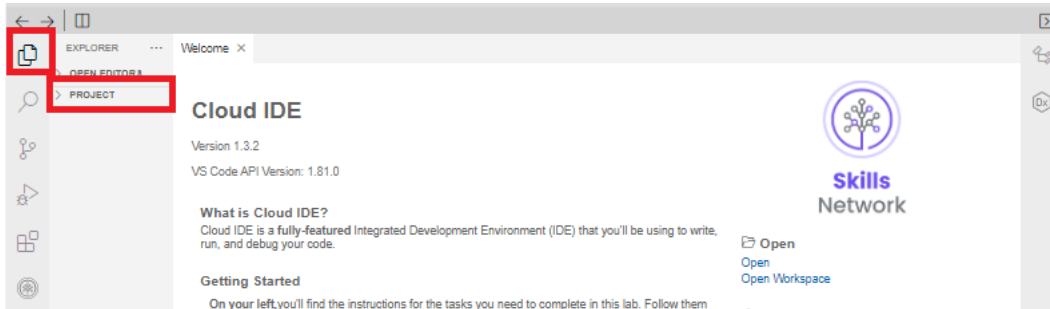 EXPLORER ...
Welcome ×
> OPEN EDITORA
> PROJECT
Cloud IDE
Version 1.3.2
VS Code API Version: 1.81.0
What is Cloud IDE?
Cloud IDE is a fully-featured Integrated Development Environment (IDE) that you'll be using to write,
run, and debug your code.
Getting Started
On your left,you'll find the instructions for the tasks you need to complete in this lab. Follow them
Skills
Network
Open
Open
Open Workspace
Dx